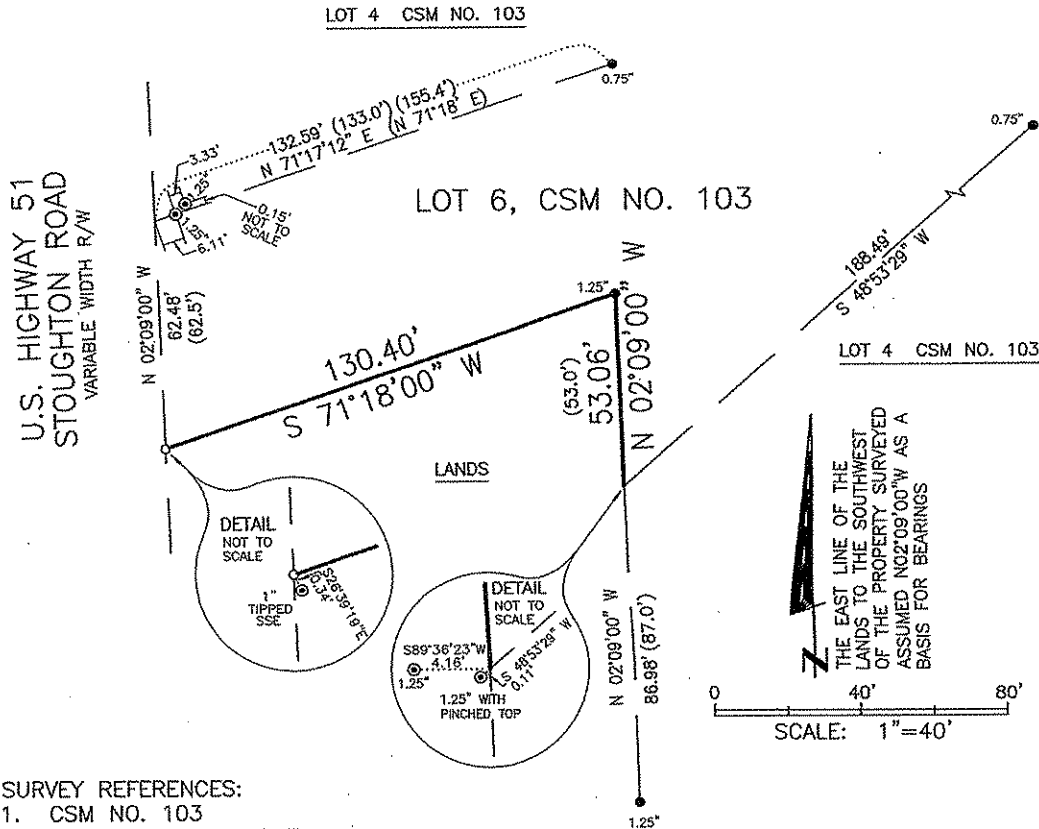 LOT 4 CSM NO. 103
0.75"
132.59' (133.0') (155.4')
N 71°17'12" E (N 71°18' E)
3.33'
1.25"
0.15'
NOT TO
SCALE
1.25"
6.11'
U.S. HIGHWAY 51
STOUGHTON ROAD
VARIABLE WIDTH R/W
N 02°09'00" W
62.48'
(62.5')
LOT 6, CSM NO. 103
0.75"
188.49'
S 48°53'29" W
LOT 4 CSM NO. 103
1.25"
130.40'
S 71°18'00" W
(53.0')
53.06'
N 02°09'00" W
LANDS
DETAIL
NOT TO
SCALE
S26°39'19"E
0.34'
1"
TIPPED
SSE
DETAIL
NOT TO
SCALE
S89°36'23"W
4.16'
1.25"
S 48°53'29" W
0.11'
1.25" WITH
PINCHED TOP
N 02°09'00" W
86.98' (87.0')
1.25"
N
THE EAST LINE OF THE
LANDS TO THE SOUTHWEST
OF THE PROPERTY SURVEYED
ASSUMED N02°09'00"W AS A
BASIS FOR BEARINGS
0 40' 80'
SCALE: 1"=40'
SURVEY REFERENCES:
1. CSM NO. 103